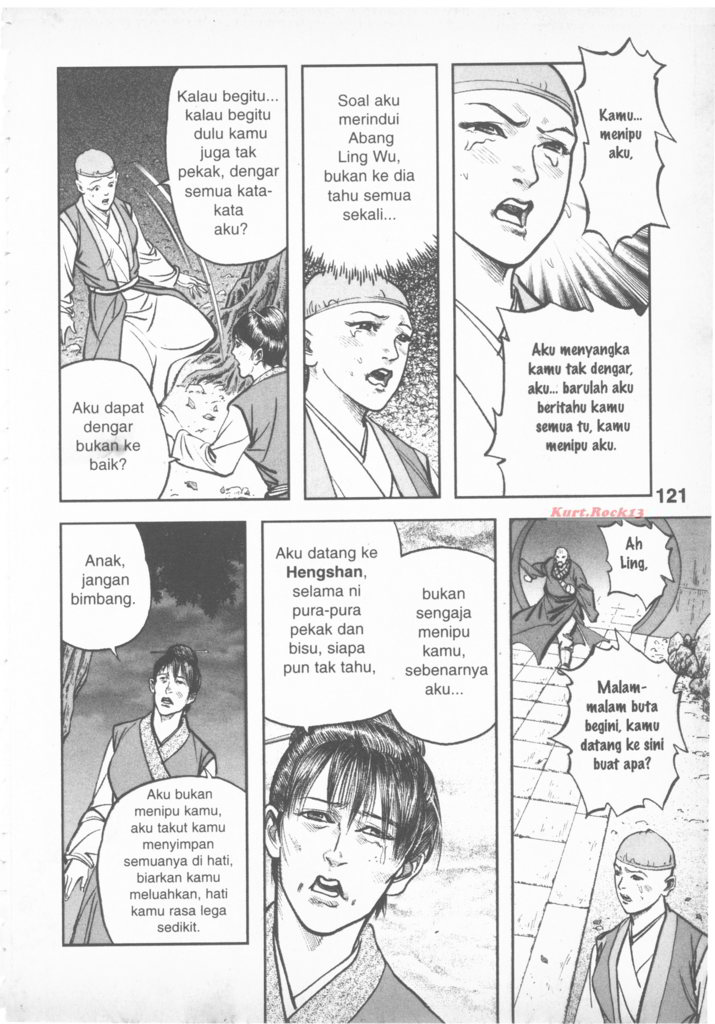 Kalau begitu...
kalau begitu
dulu kamu
juga tak
pekak, dengar
semua kata-
kata
aku?
Aku dapat
dengar
bukan ke
baik?
Soal aku
merindui
Abang
Ling Wu,
bukan ke dia
tahu semua
sekali...
Kamu...
menipu
aku,
Aku menyangka
kamu tak dengar,
aku... barulah aku
beritahu kamu
semua tu, kamu
menipu aku.
121
Kurt.Rock13
Anak,
jangan
bimbang.
Aku bukan
menipu kamu,
aku takut kamu
menyimpan
semuanya di hati,
biarkan kamu
meluahkan, hati
kamu rasa lega
sedikit.
Aku datang ke
Hengshan,
selama ni
pura-pura
pekak dan
bisu, siapa
pun tak tahu,
bukan
sengaja
menipu
kamu,
sebenarnya
aku...
Ah
Ling,
Malam-
malam buta
begini, kamu
datang ke sini
buat apa?